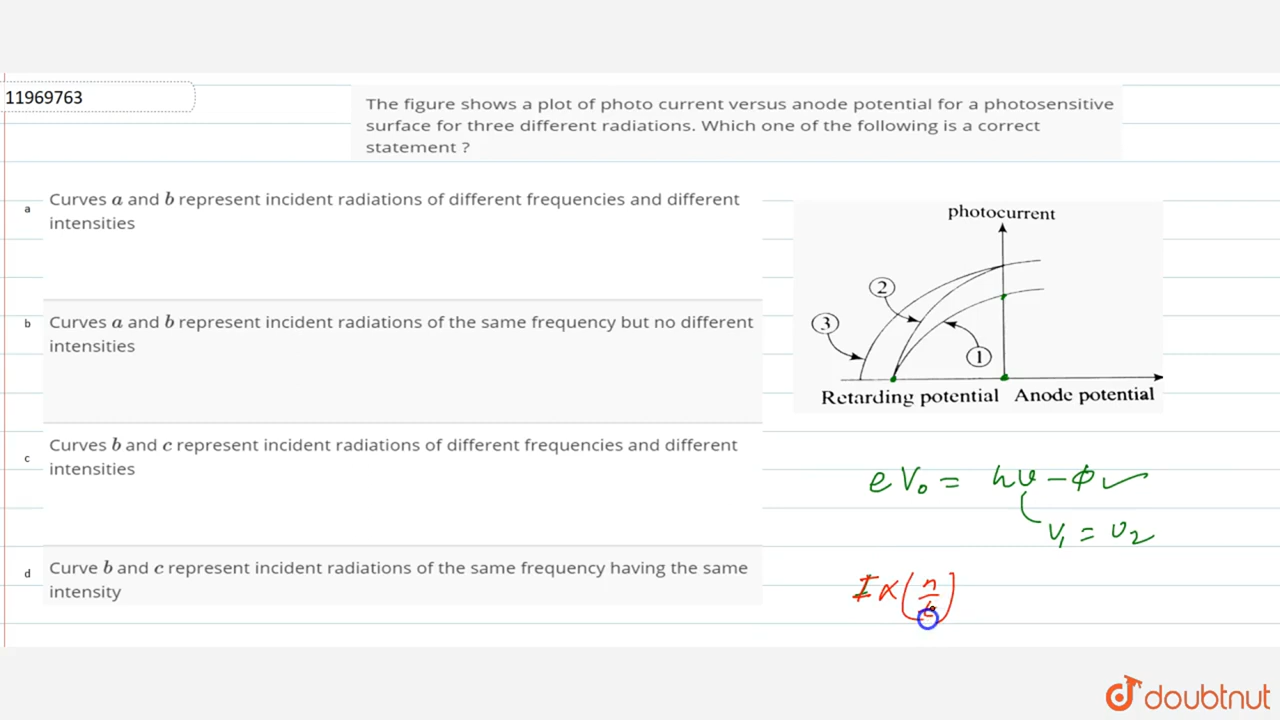 11969763
The figure shows a plot of photo current versus anode potential for a photosensitive
surface for three different radiations. Which one of the following is a correct
statement ?
a
Curves a and b represent incident radiations of different frequencies and different
intensities
b
Curves a and b represent incident radiations of the same frequency but no different
intensities
c
Curves b and c represent incident radiations of different frequencies and different
intensities
d
Curve b and c represent incident radiations of the same frequency having the same
intensity
photocurrent
2
3
1
Retarding potential Anode potential
eV₀ = hυ − ϕ
υ₁ = υ₂
I ∝ (n/t)
doubtnut